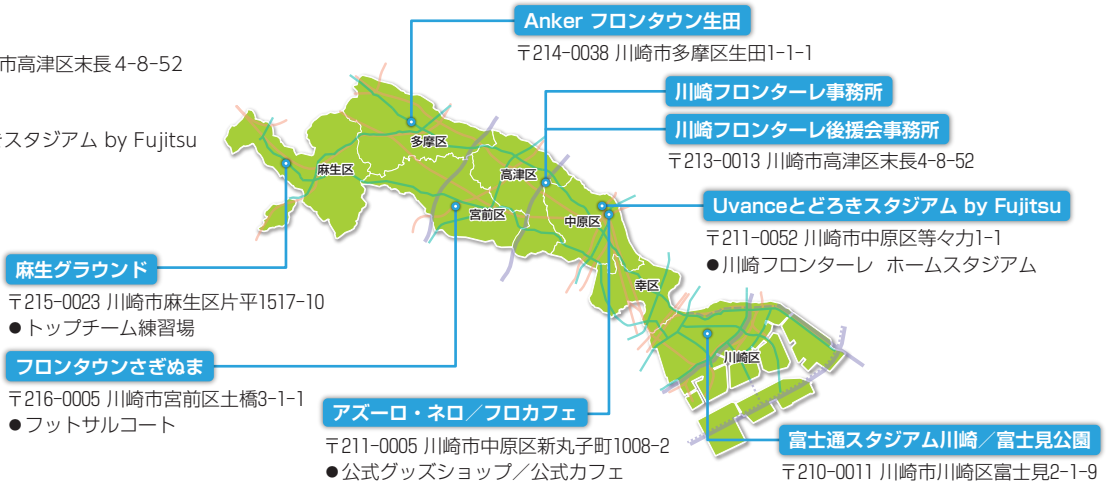 Anker フロンタウン生田
〒214-0038 川崎市多摩区生田1-1-1
市高津区末長4-8-52
川崎フロンターレ事務所
川崎フロンターレ後援会事務所
〒213-0013 川崎市高津区末長4-8-52
スタジアム by Fujitsu
多摩区
麻生区
高津区
宮前区
中原区
幸区
川崎区
Uvanceとどろきスタジアム by Fujitsu
〒211-0052 川崎市中原区等々力1-1
●川崎フロンターレ ホームスタジアム
麻生グラウンド
〒215-0023 川崎市麻生区片平1517-10
●トップチーム練習場
フロンタウンさぎぬま
〒216-0005 川崎市宮前区土橋3-1-1
●フットサルコート
アズーロ・ネロ／フロカフェ
〒211-0005 川崎市中原区新丸子町1008-2
●公式グッズショップ／公式カフェ
富士通スタジアム川崎／富士見公園
〒210-0011 川崎市川崎区富士見2-1-9